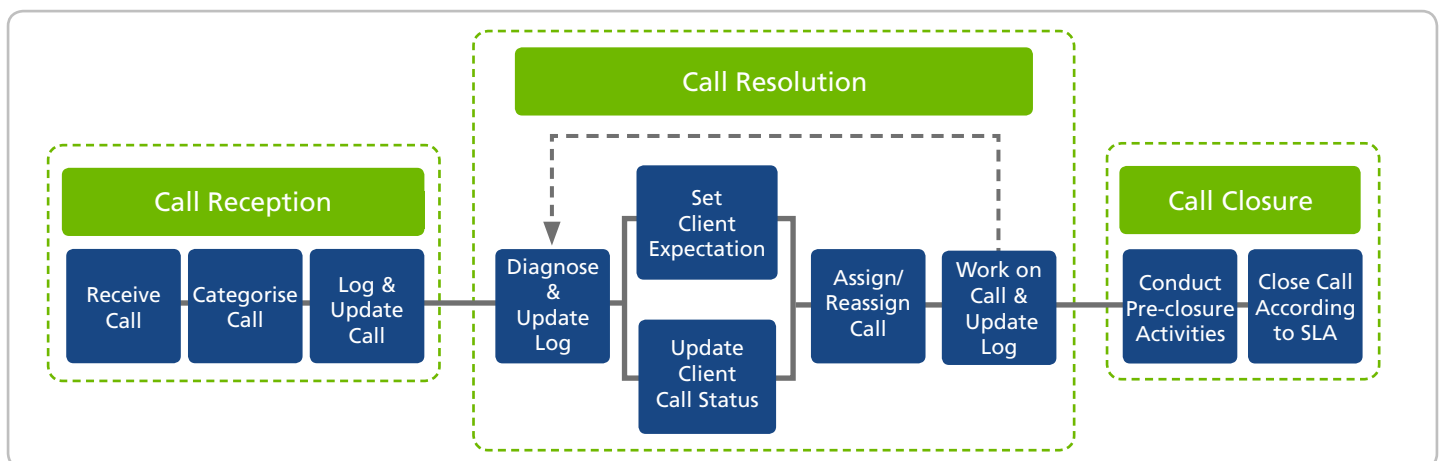 Call Reception
Receive
Call
Categorise
Call
Log &
Update
Call
Call Resolution
Diagnose
&
Update
Log
Set
Client
Expectation
Update
Client
Call Status
Assign/
Reassign
Call
Work on
Call &
Update
Log
Call Closure
Conduct
Pre-closure
Activities
Close Call
According
to SLA